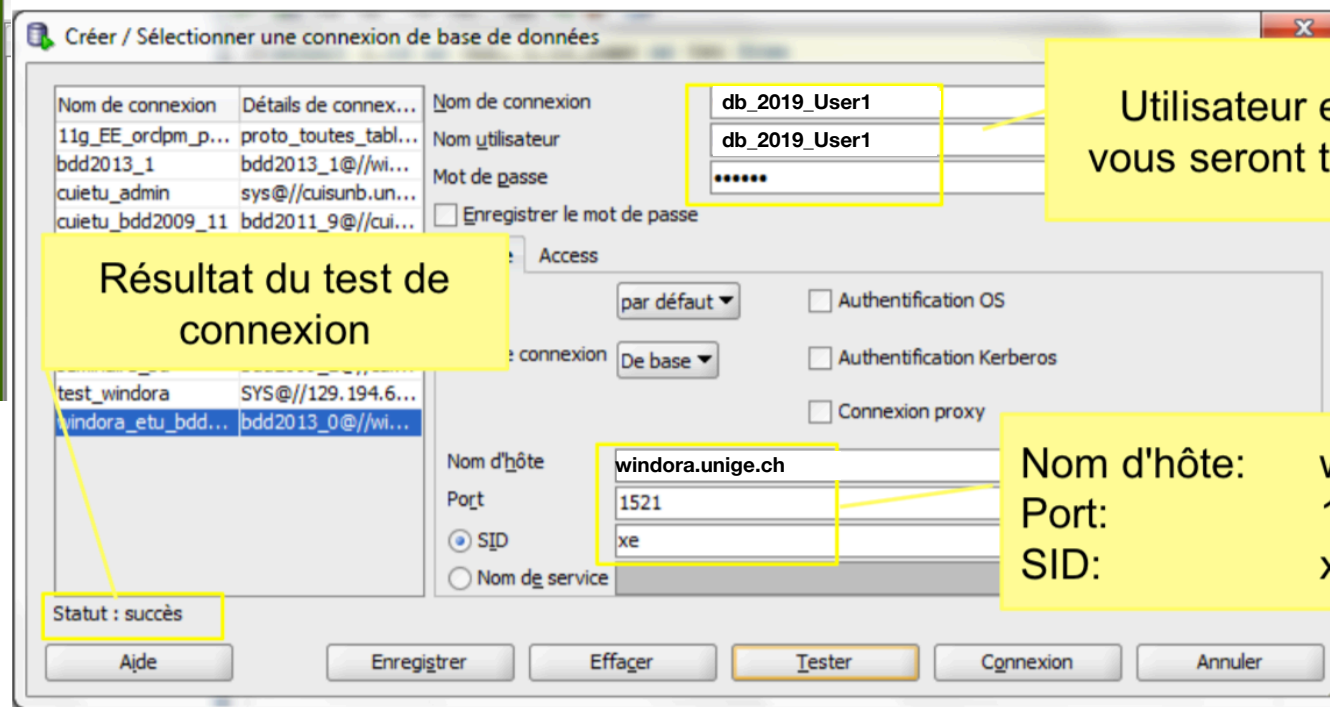 Créer / Sélectionner une connexion de base de données
Nom de connexion Détails de connex...
11g_EE_orclpm_p... proto_toutes_tabl...
bdd2013_1 bdd2013_1@//wi...
cuietu_admin sys@//cuisunb.un...
cuietu_bdd2009_11 bdd2011_9@//cui...
Résultat du test de
connexion
test_windora SYS@//129.194.6...
windora_etu_bdd... bdd2013_0@//wi...
Statut : succès
Nom de connexion db_2019_User1
Nom utilisateur db_2019_User1
Mot de passe ••••••
Enregistrer le mot de passe
Utilisateur e
vous seront t
Access
par défaut Authentification OS
connexion De base Authentification Kerberos
Connexion proxy
Nom d'hôte windora.unige.ch
Port 1521
SID xe
Nom de service
Nom d'hôte:
Port:
SID:
Aide Enregistrer Effacer Tester Connexion Annuler